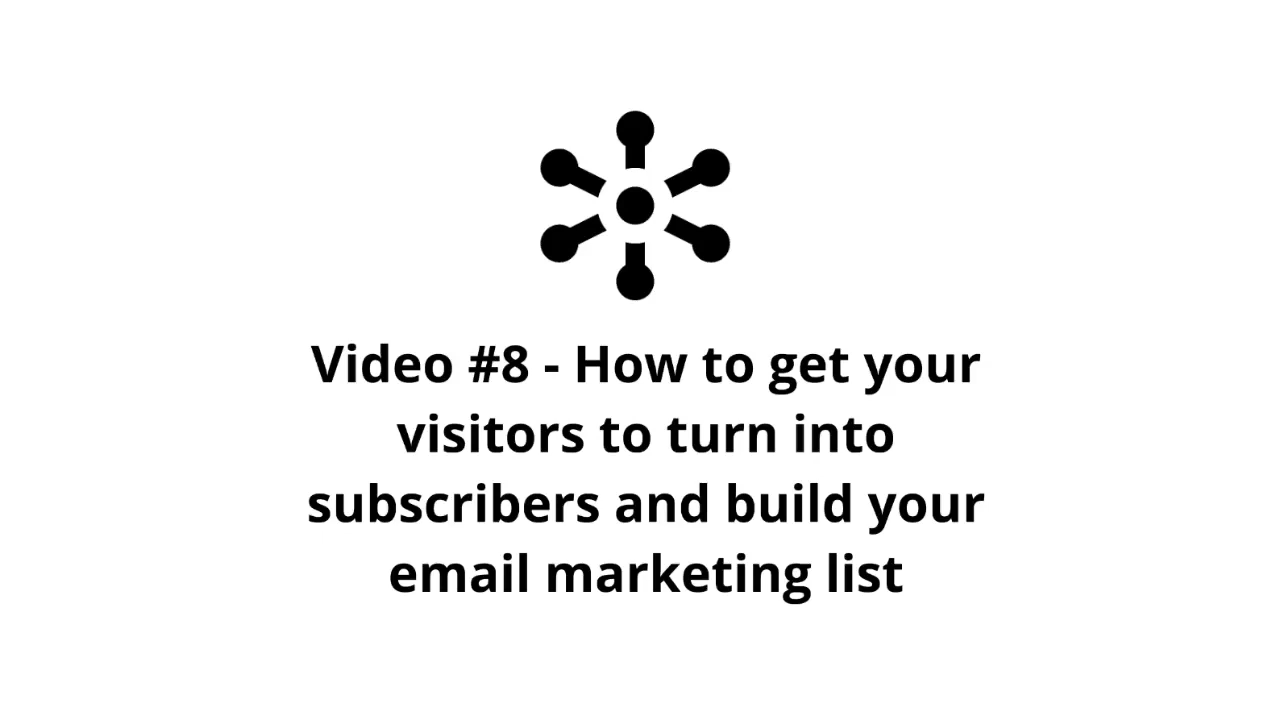 Video #8 - How to get your
visitors to turn into
subscribers and build your
email marketing list